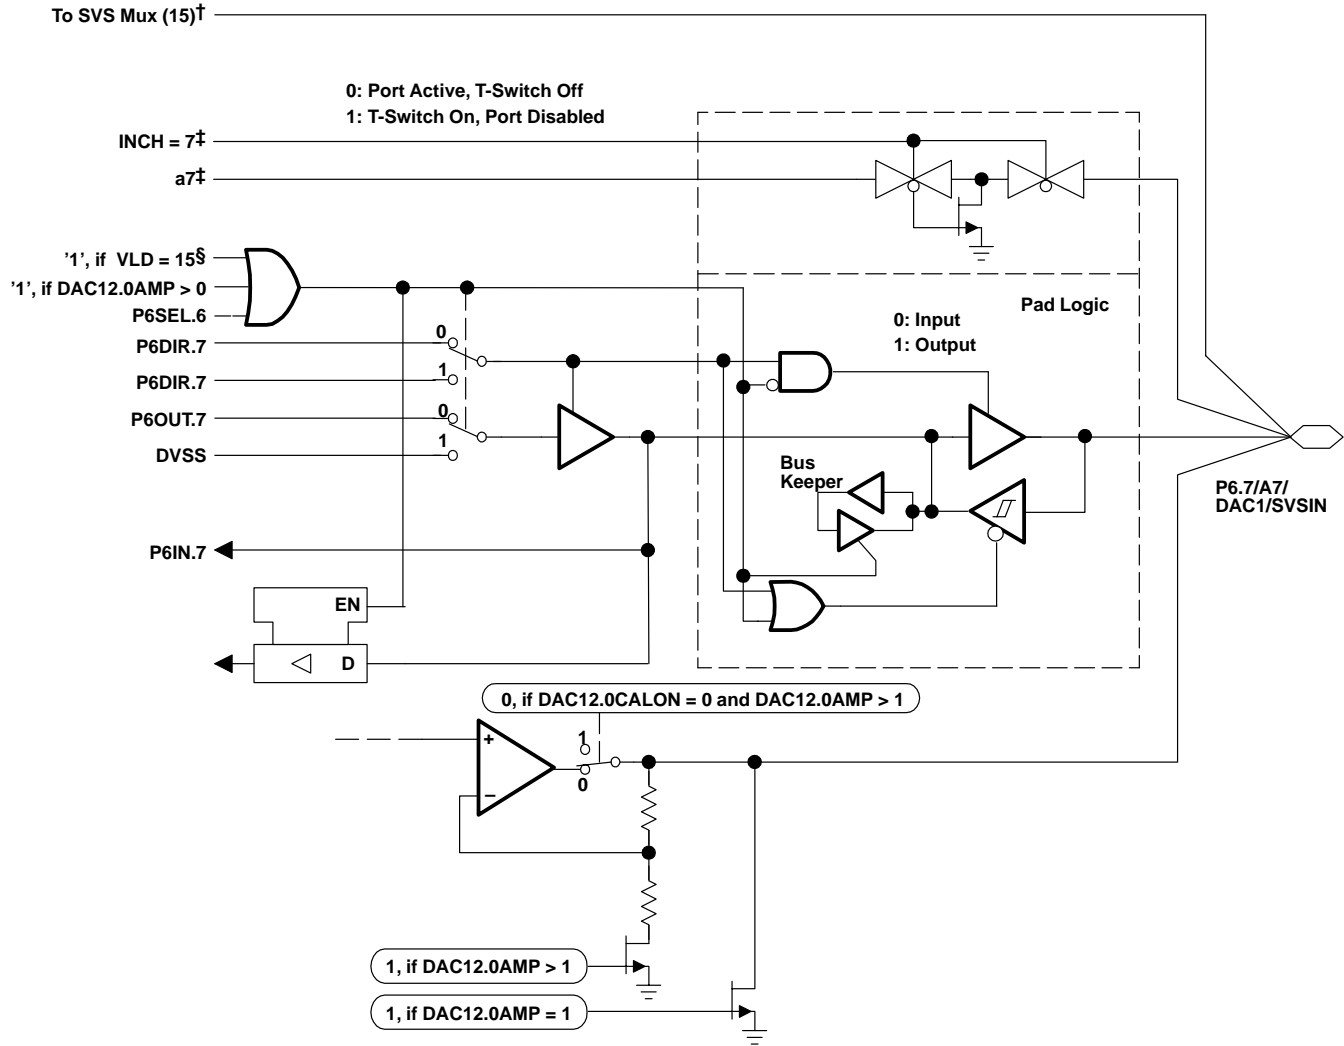 To SVS Mux (15)†
0: Port Active, T-Switch Off
1: T-Switch On, Port Disabled
INCH = 7‡
a7‡
’1’, if VLD = 15§
’1’, if DAC12.0AMP > 0
P6SEL.6
P6DIR.7
0
P6DIR.7
1
P6OUT.7
0
DVSS
1
Pad Logic
0: Input
1: Output
Bus
Keeper
P6.7/A7/
DAC1/SVSIN
P6IN.7
EN
D
0, if DAC12.0CALON = 0 and DAC12.0AMP > 1
+
−
1
0
1, if DAC12.0AMP > 1
1, if DAC12.0AMP = 1